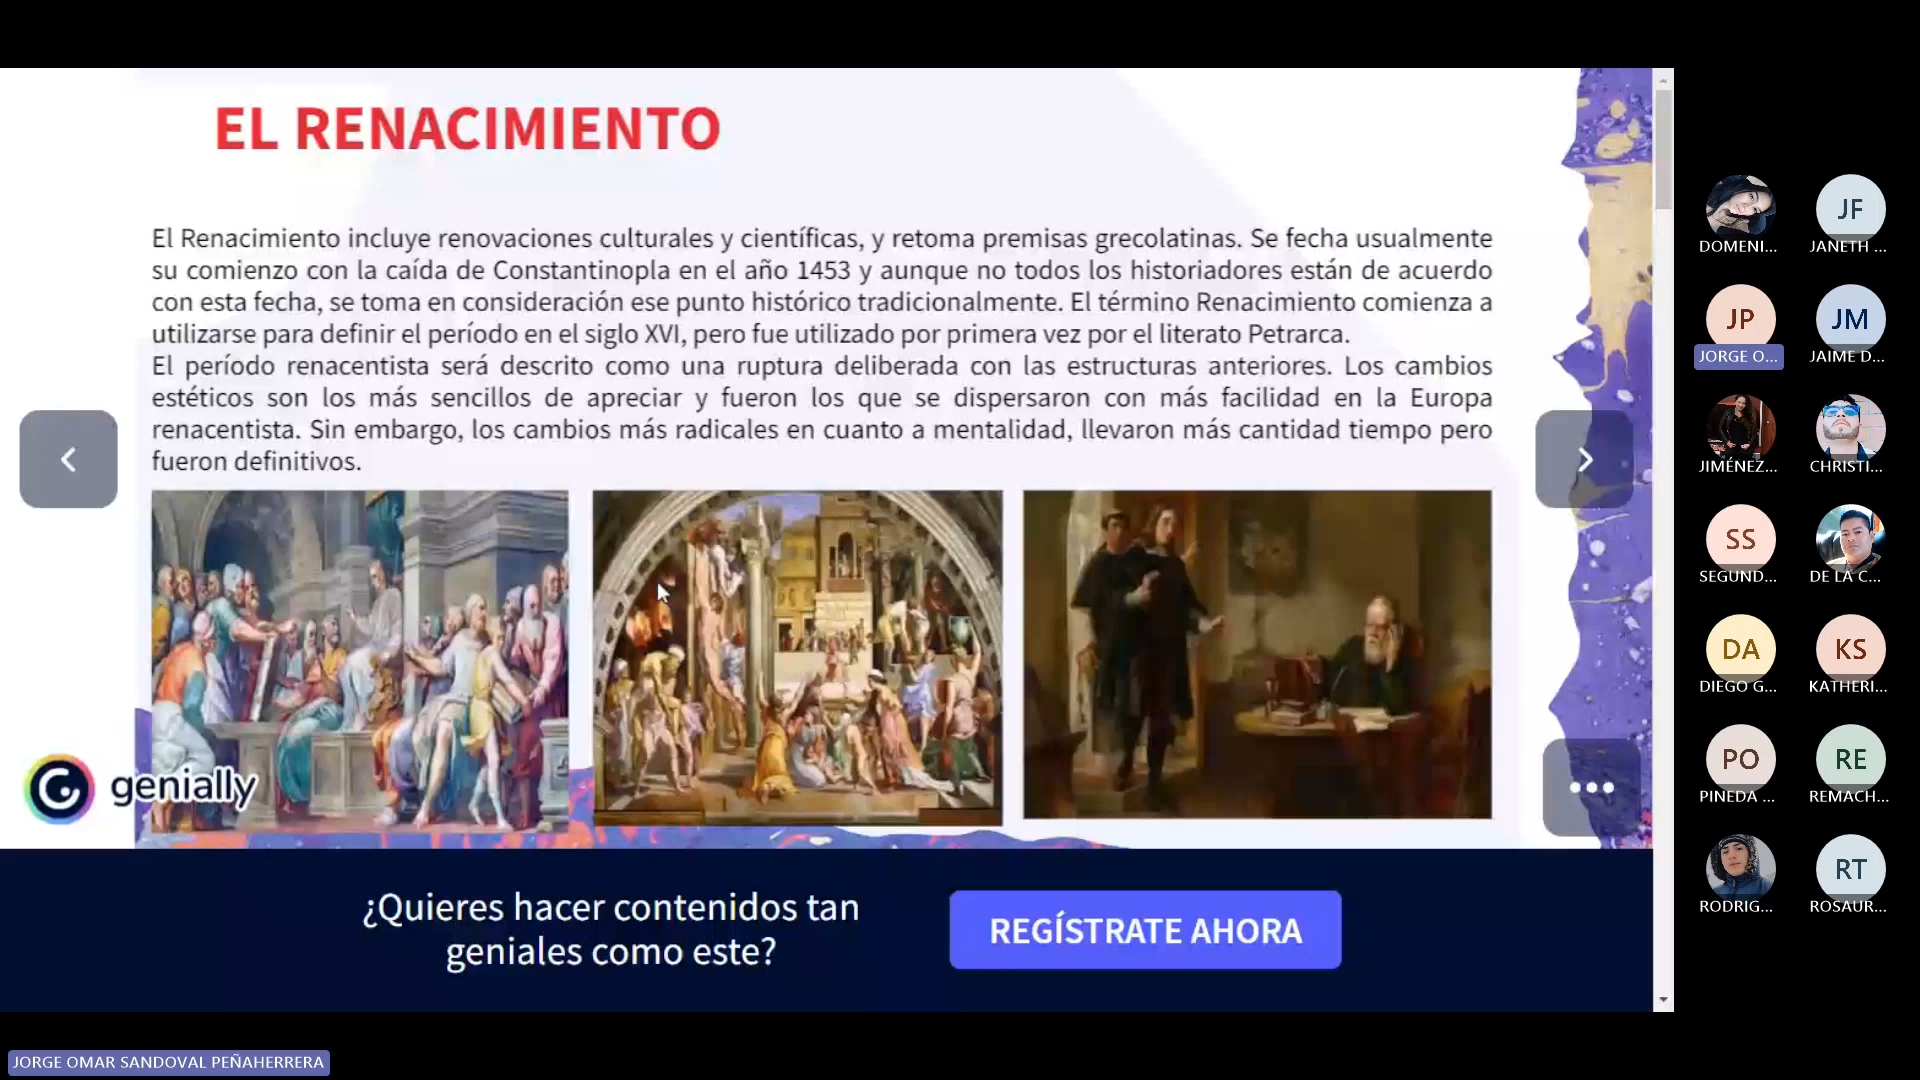 EL RENACIMIENTO
El Renacimiento incluye renovaciones culturales y científicas, y retoma premisas grecolatinas. Se fecha usualmente
su comienzo con la caída de Constantinopla en el año 1453 y aunque no todos los historiadores están de acuerdo
con esta fecha, se toma en consideración ese punto histórico tradicionalmente. El término Renacimiento comienza a
utilizarse para definir el período en el siglo XVI, pero fue utilizado por primera vez por el literato Petrarca.
El período renacentista será descrito como una ruptura deliberada con las estructuras anteriores. Los cambios
estéticos son los más sencillos de apreciar y fueron los que se dispersaron con más facilidad en la Europa
renacentista. Sin embargo, los cambios más radicales en cuanto a mentalidad, llevaron más cantidad tiempo pero
fueron definitivos.
genially
¿Quieres hacer contenidos tan
geniales como este?
REGÍSTRATE AHORA
JORGE OMAR SANDOVAL PEÑAHERRERA
DOMENI...
JF
JANETH ...
JP
JORGE O...
JM
JAIME D...
JIMÉNEZ...
CHRISTI...
SS
SEGUND...
DE LA C...
DA
DIEGO G...
KS
KATHERI...
PO
PINEDA ...
RE
REMACH...
RODRIG...
RT
ROSAUR...